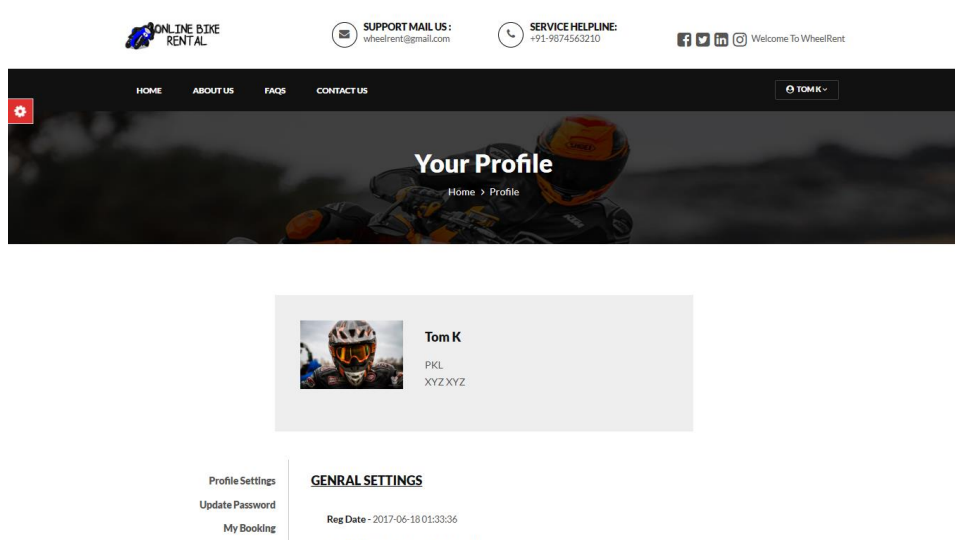 ONLINE BIKE
RENTAL
SUPPORT MAIL US :
wheelrent@gmail.com
SERVICE HELPLINE:
+91-9874563210
Welcome To WheelRent
HOME ABOUT US FAQS CONTACT US
TOM K
Your Profile
Home > Profile
Tom K
PKL
XYZ XYZ
Profile Settings
Update Password
My Booking
GENRAL SETTINGS
Reg Date - 2017-06-18 01:33:36